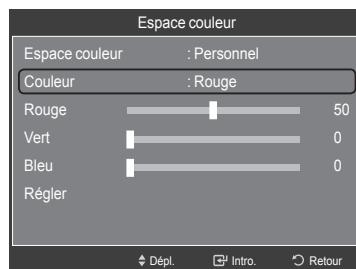 Espace couleur
Espace couleur : Personnel
Couleur : Rouge
Rouge 50
Vert 0
Bleu 0
Régler
Dépl. Intro. Retour